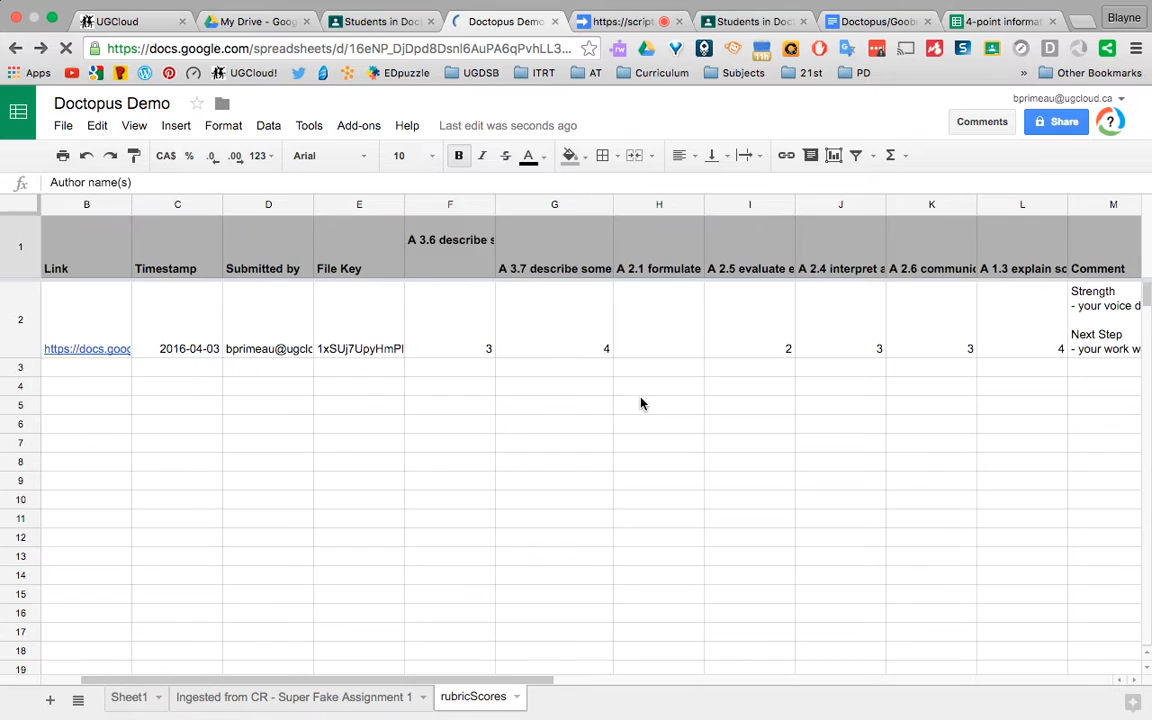 UGCloud
My Drive - Goog
Students in Doct
Doctopus Demo
https://script
Students in Doct
Doctopus/Goob
4-point informat
Blayne
https://docs.google.com/spreadsheets/d/16eNP_DjDpd8Dsnl6AuPA6qPvhLL3...
Apps
UGCloud!
EDpuzzle
UGDSB
ITRT
AT
Curriculum
Subjects
21st
PD
»
Other Bookmarks
Doctopus Demo
bprimeau@ugcloud.ca
File Edit View Insert Format Data Tools Add-ons Help Last edit was seconds ago
Comments
Share
CA$ % .0 .00 123 Arial 10 B I S A Σ
fx Author name(s)
B C D E F G H I J K L M
1 Link Timestamp Submitted by File Key A 3.6 describe s A 3.7 describe some A 2.1 formulate A 2.5 evaluate e A 2.4 interpret a A 2.6 communic A 1.3 explain sc Comment
Strength
- your voice d
Next Step
2 https://docs.goog 2016-04-03 bprimeau@ugclo 1xSUj7UpyHmPl 3 4 2 3 3 4 - your work w
3
4
5
6
7
8
9
10
11
12
13
14
15
16
17
18
19
+ Sheet1 Ingested from CR - Super Fake Assignment 1 rubricScores